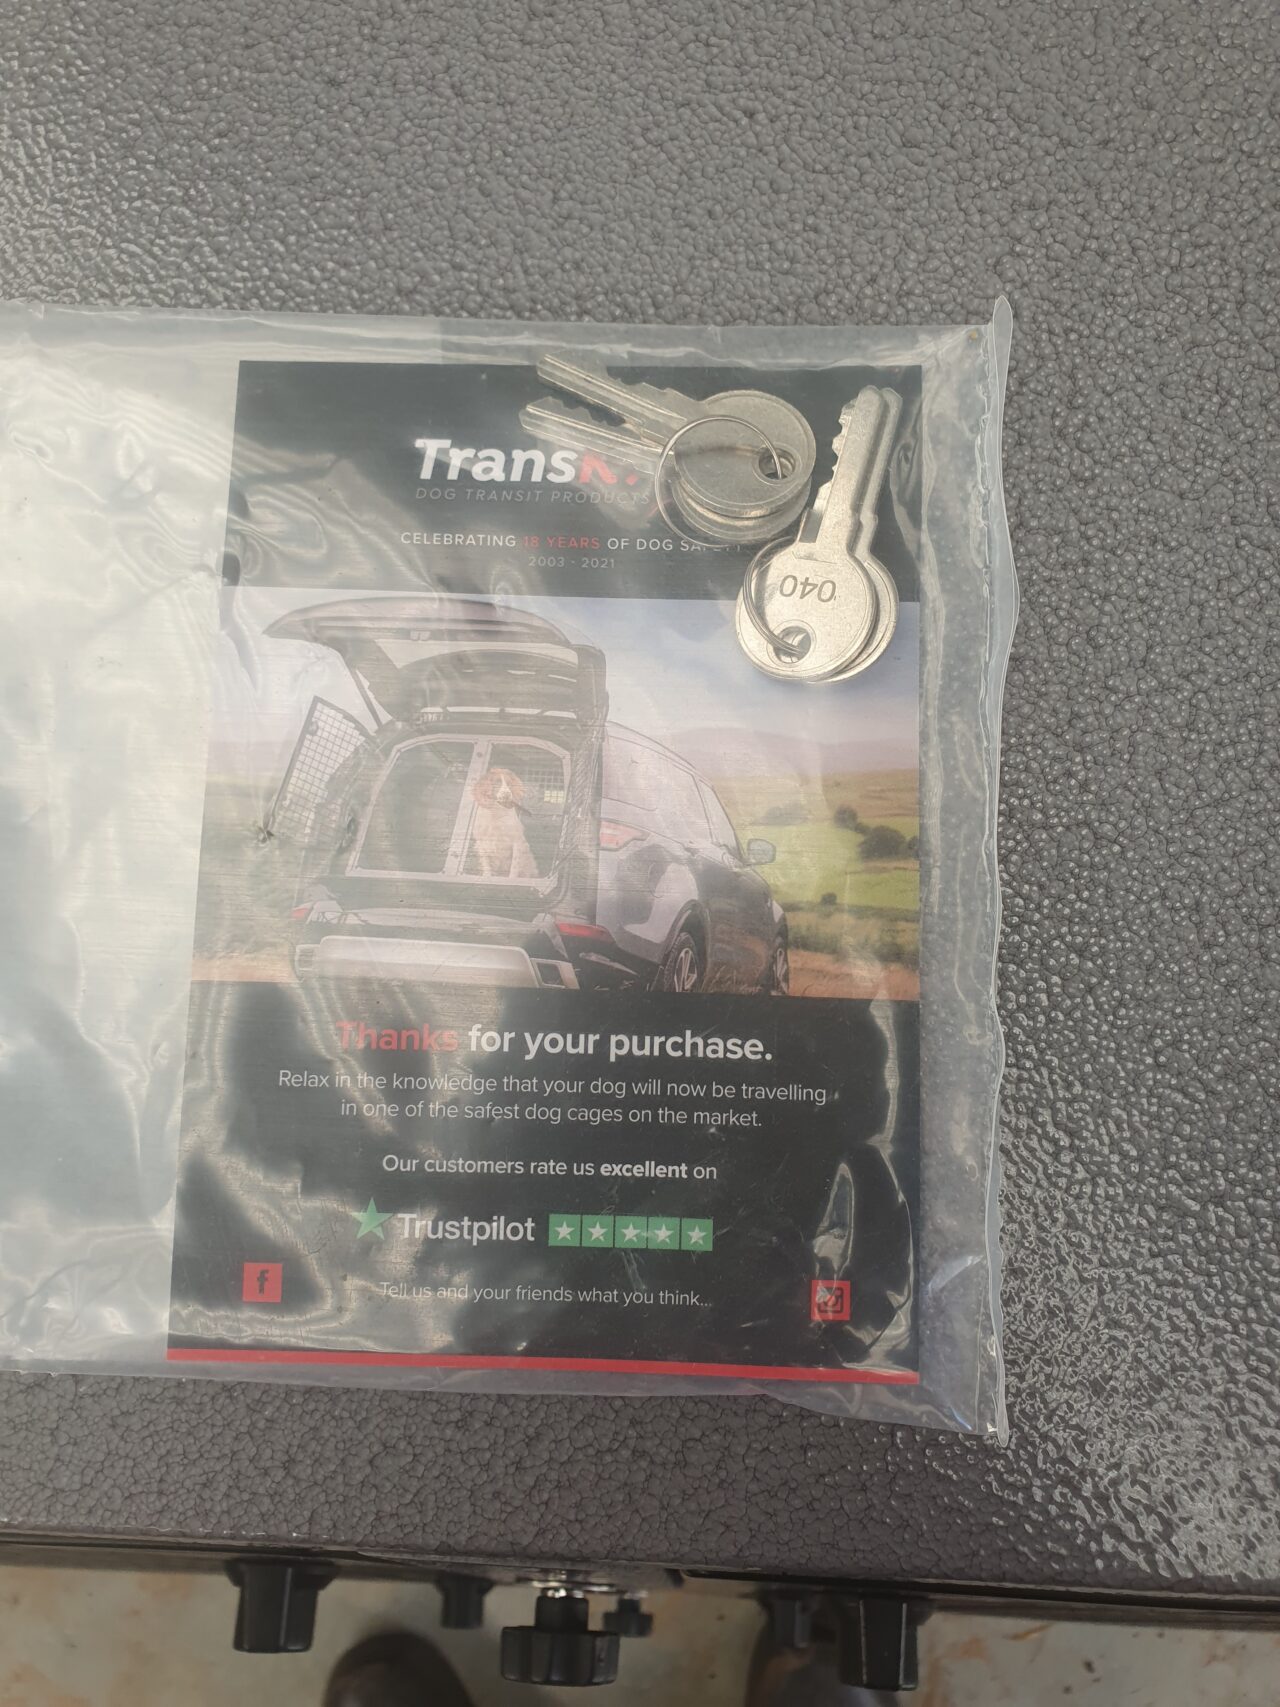 TransK
DOG TRANSIT PRODUCTS
CELEBRATING 18 YEARS OF DOG
2003 - 2021
040
Thanks for your purchase.
Relax in the knowledge that your dog will now be travelling
in one of the safest dog cages on the market.
Our customers rate us excellent on
Trustpilot
Tell us and your friends what you think...